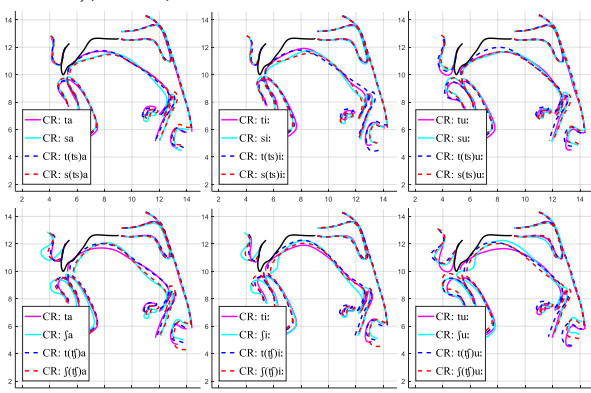 14
12
10
8
6
4
2
CR: ta
CR: sa
CR: t(ts)a
CR: s(ts)a
2 4 6 8 10 12 14
CR: ti:
CR: si:
CR: t(ts)i:
CR: s(ts)i:
2 4 6 8 10 12 14
CR: tu:
CR: su:
CR: t(ts)u:
CR: s(ts)u:
2 4 6 8 10 12 14
14
12
10
8
6
4
2
CR: ta
CR: ʃa
CR: t(tʃ)a
CR: ʃ(tʃ)a
CR: ti:
CR: ʃi:
CR: t(tʃ)i:
CR: ʃ(tʃ)i:
CR: tu:
CR: ʃu:
CR: t(tʃ)u:
CR: ʃ(tʃ)u: